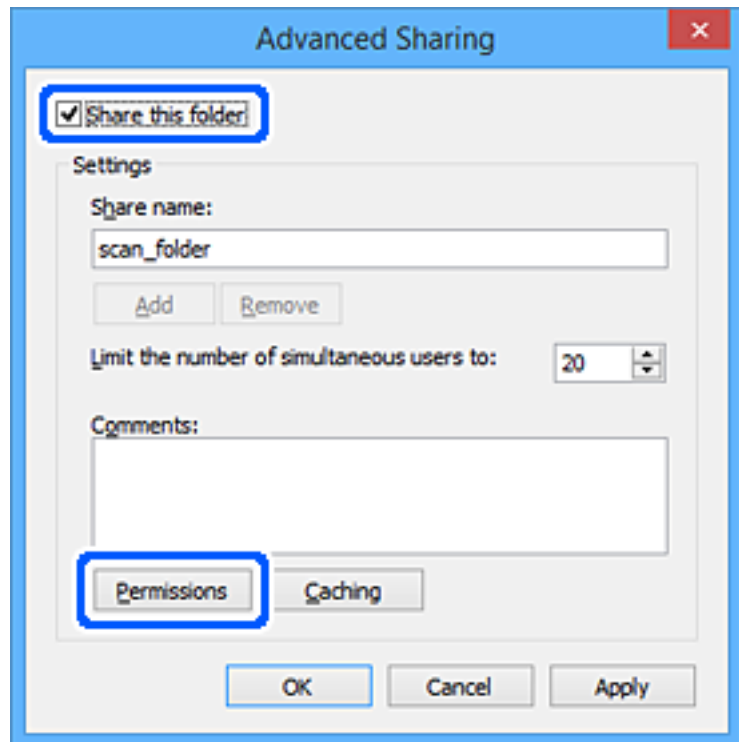 Advanced Sharing
Share this folder
Settings
Share name:
scan_folder
Add Remove
Limit the number of simultaneous users to: 20
Comments:
Permissions Caching
OK Cancel Apply